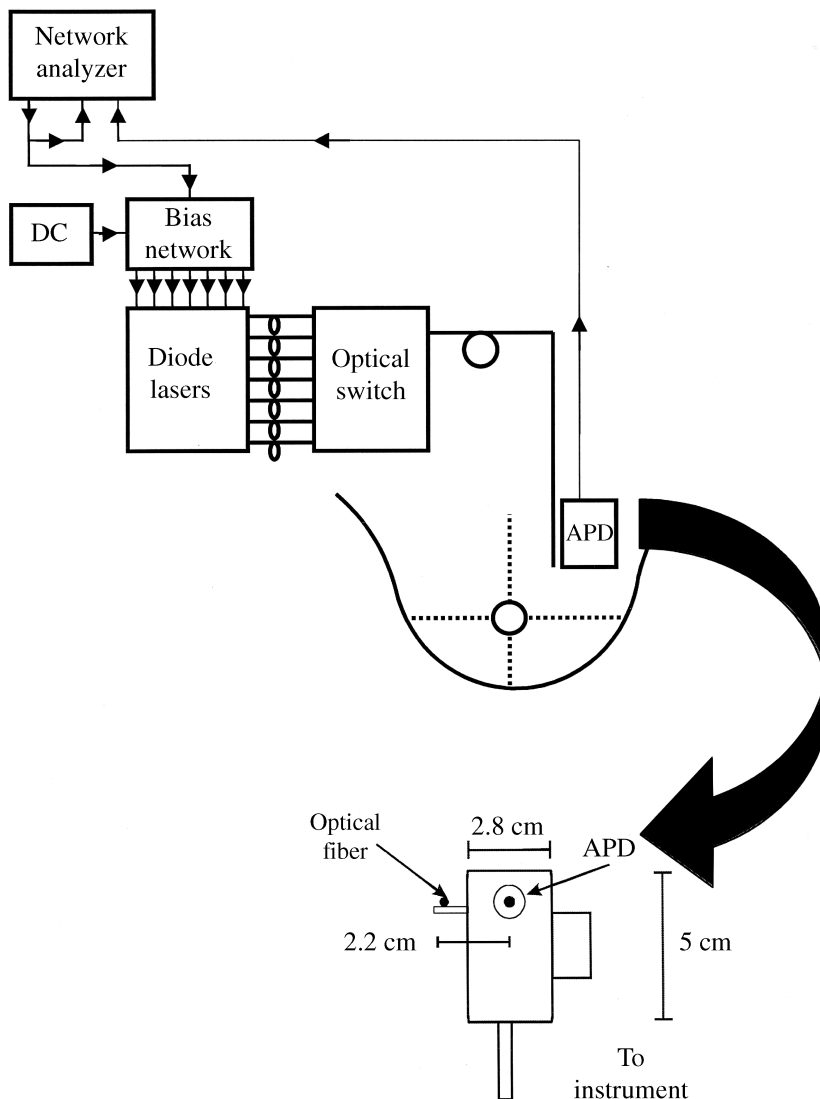 Network
analyzer
DC
Bias
network
Diode
lasers
Optical
switch
APD
Optical
fiber
2.8 cm
APD
2.2 cm
5 cm
To
instrument